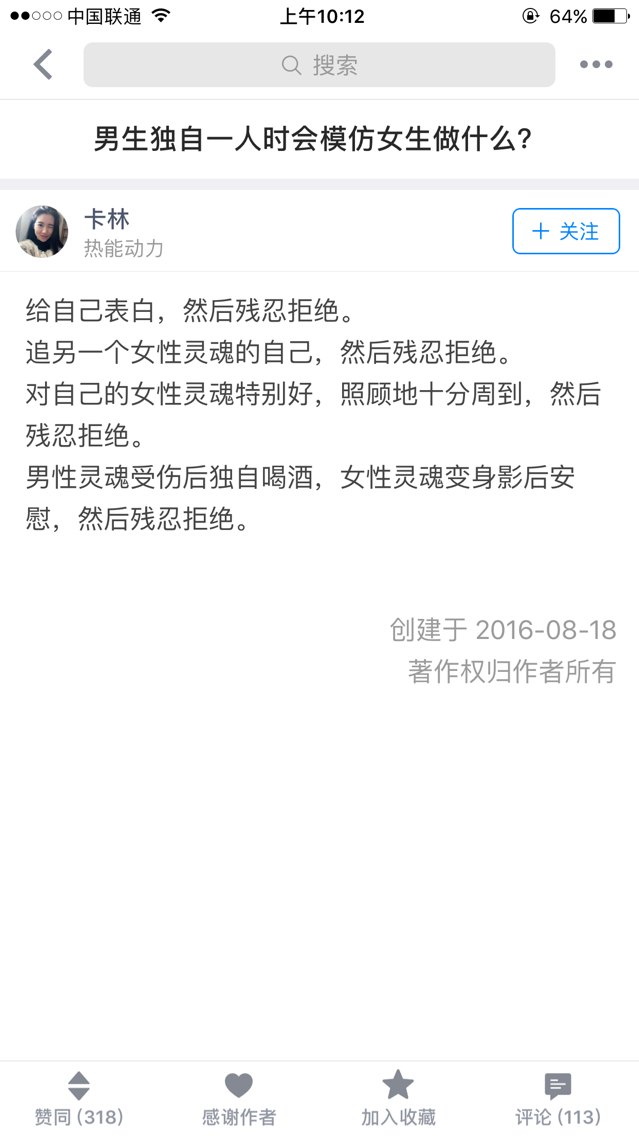 中国联通 上午10:12 64%
搜索
男生独自一人时会模仿女生做什么?
卡林
热能动力
+ 关注
给自己表白，然后残忍拒绝。
追另一个女性灵魂的自己，然后残忍拒绝。
对自己的女性灵魂特别好，照顾地十分周到，然后
残忍拒绝。
男性灵魂受伤后独自喝酒，女性灵魂变身影后安
慰，然后残忍拒绝。
创建于 2016-08-18
著作权归作者所有
赞同 (318) 感谢作者 加入收藏 评论 (113)